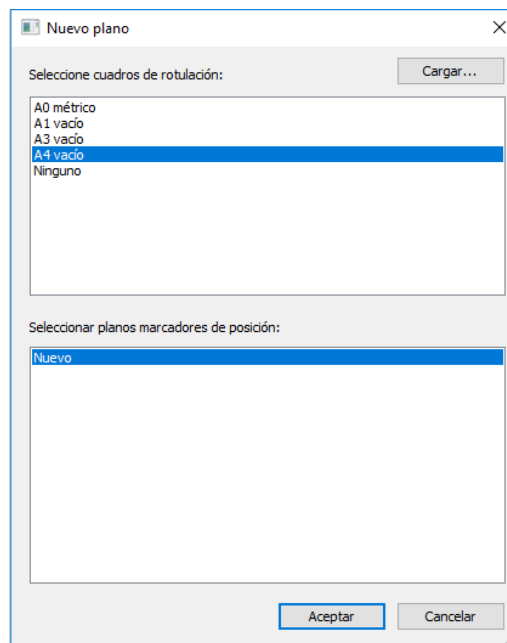 Nuevo plano
Seleccione cuadros de rotulación:
Cargar...
A0 métrico
A1 vacío
A3 vacío
A4 vacío
Ninguno
Seleccionar planos marcadores de posición:
Nuevo
Aceptar
Cancelar